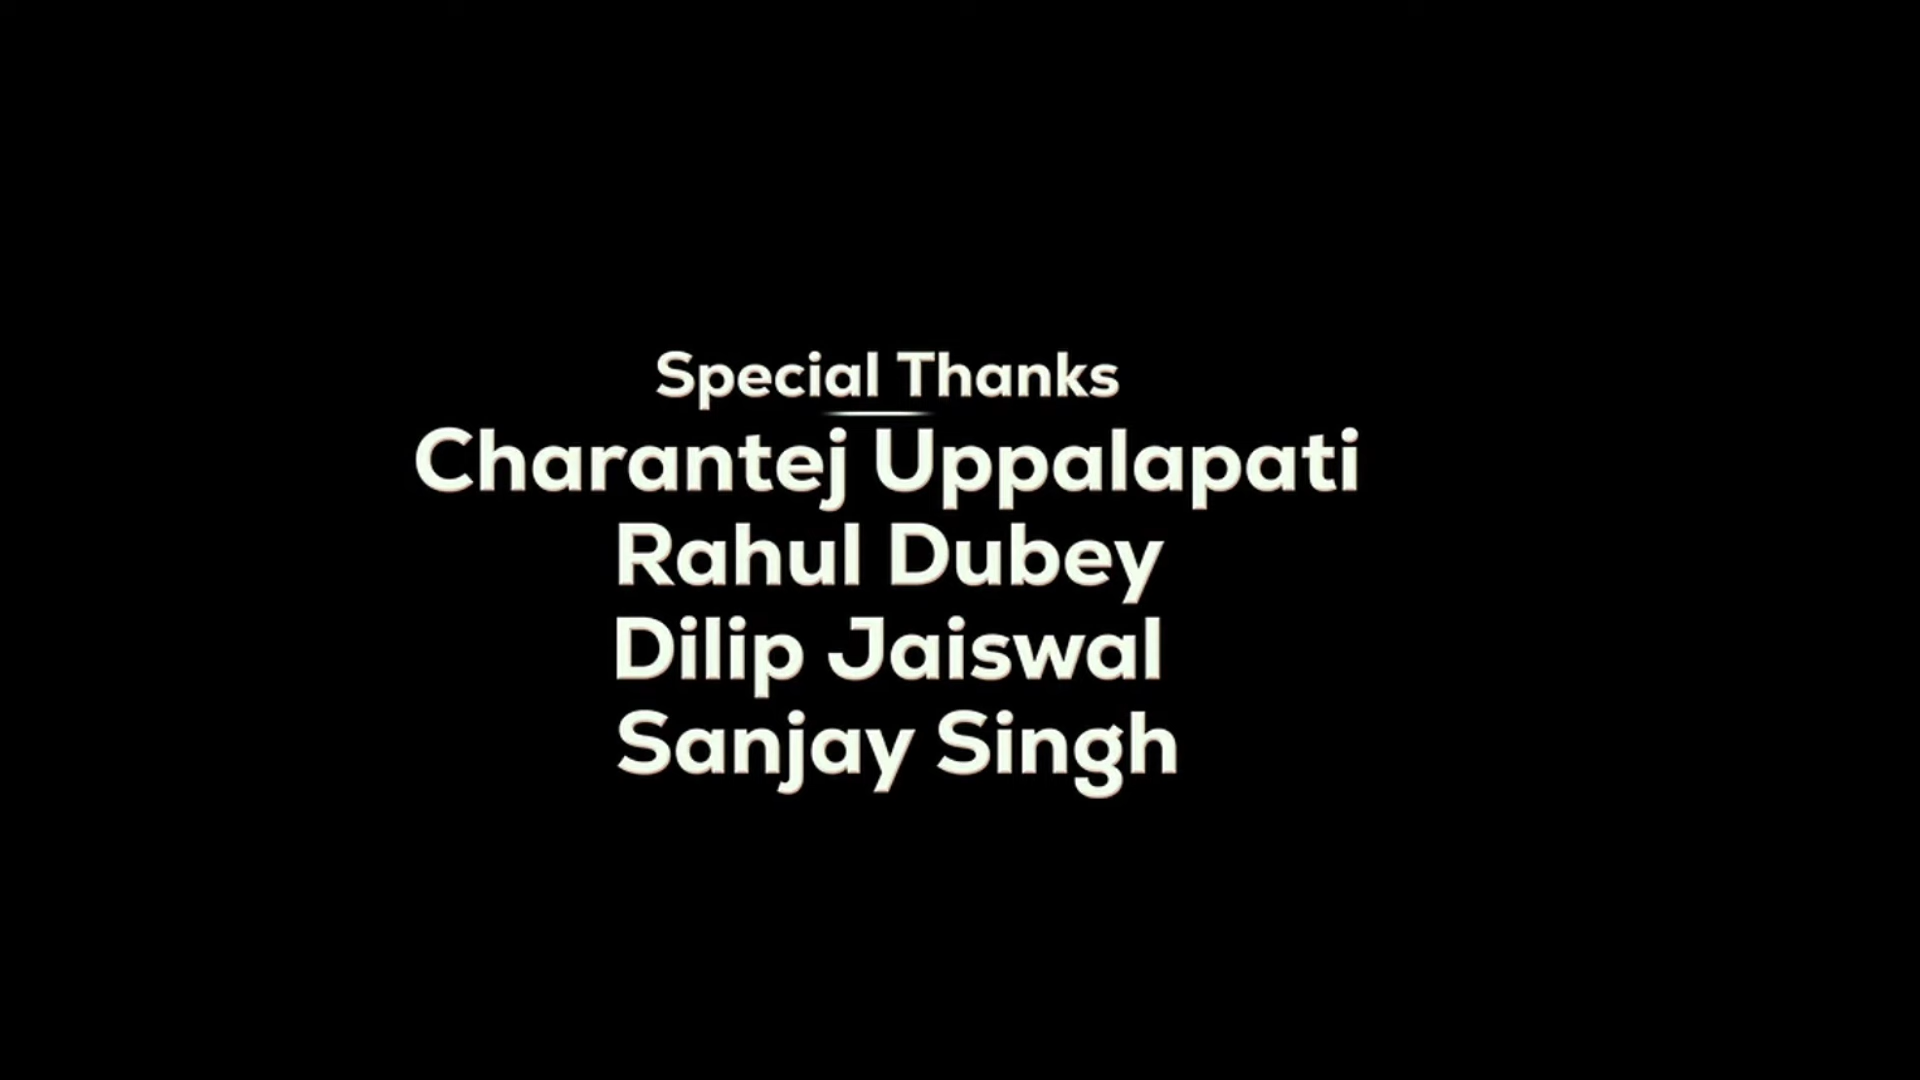 Special Thanks
Charantej Uppalapati
Rahul Dubey
Dilip Jaiswal
Sanjay Singh